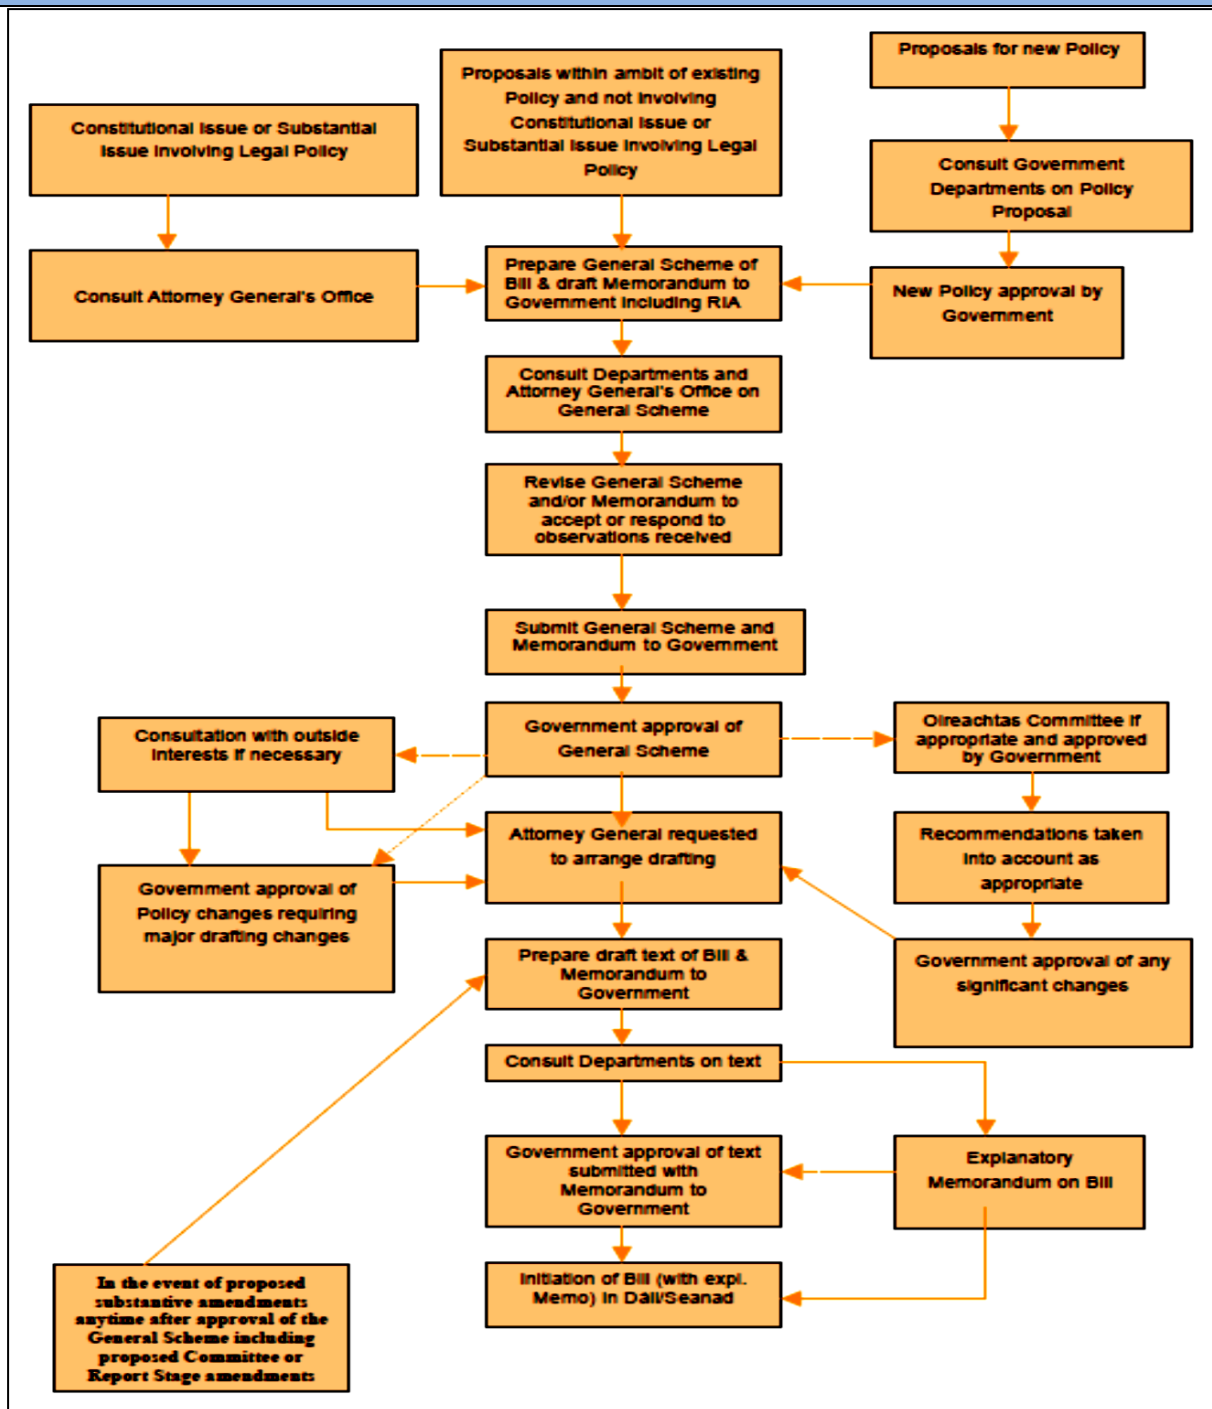 Proposals for new Policy
Proposals within ambit of existing
Policy and not involving
Constitutional Issue or
Substantial Issue Involving Legal
Policy
Constitutional Issue or Substantial
Issue Involving Legal Policy
Consult Government
Departments on Policy
Proposal
Consult Attorney General's Office
Prepare General Scheme of
Bill & draft Memorandum to
Government including RIA
New Policy approval by
Government
Consult Departments and
Attorney General's Office on
General Scheme
Revise General Scheme
and/or Memorandum to
accept or respond to
observations received
Submit General Scheme and
Memorandum to Government
Consultation with outside
Interests if necessary
Government approval of
General Scheme
Oireachtas Committee if
appropriate and approved
by Government
Attorney General requested
to arrange drafting
Recommendations taken
into account as
appropriate
Government approval of
Policy changes requiring
major drafting changes
Prepare draft text of Bill &
Memorandum to
Government
Government approval of any
significant changes
Consult Departments on text
Government approval of text
submitted with
Memorandum to
Government
Explanatory
Memorandum on Bill
Initiation of Bill (with expl.
Memo) in Dáil/Seanad
In the event of proposed
substantive amendments
anytime after approval of the
General Scheme including
proposed Committee or
Report Stage amendments